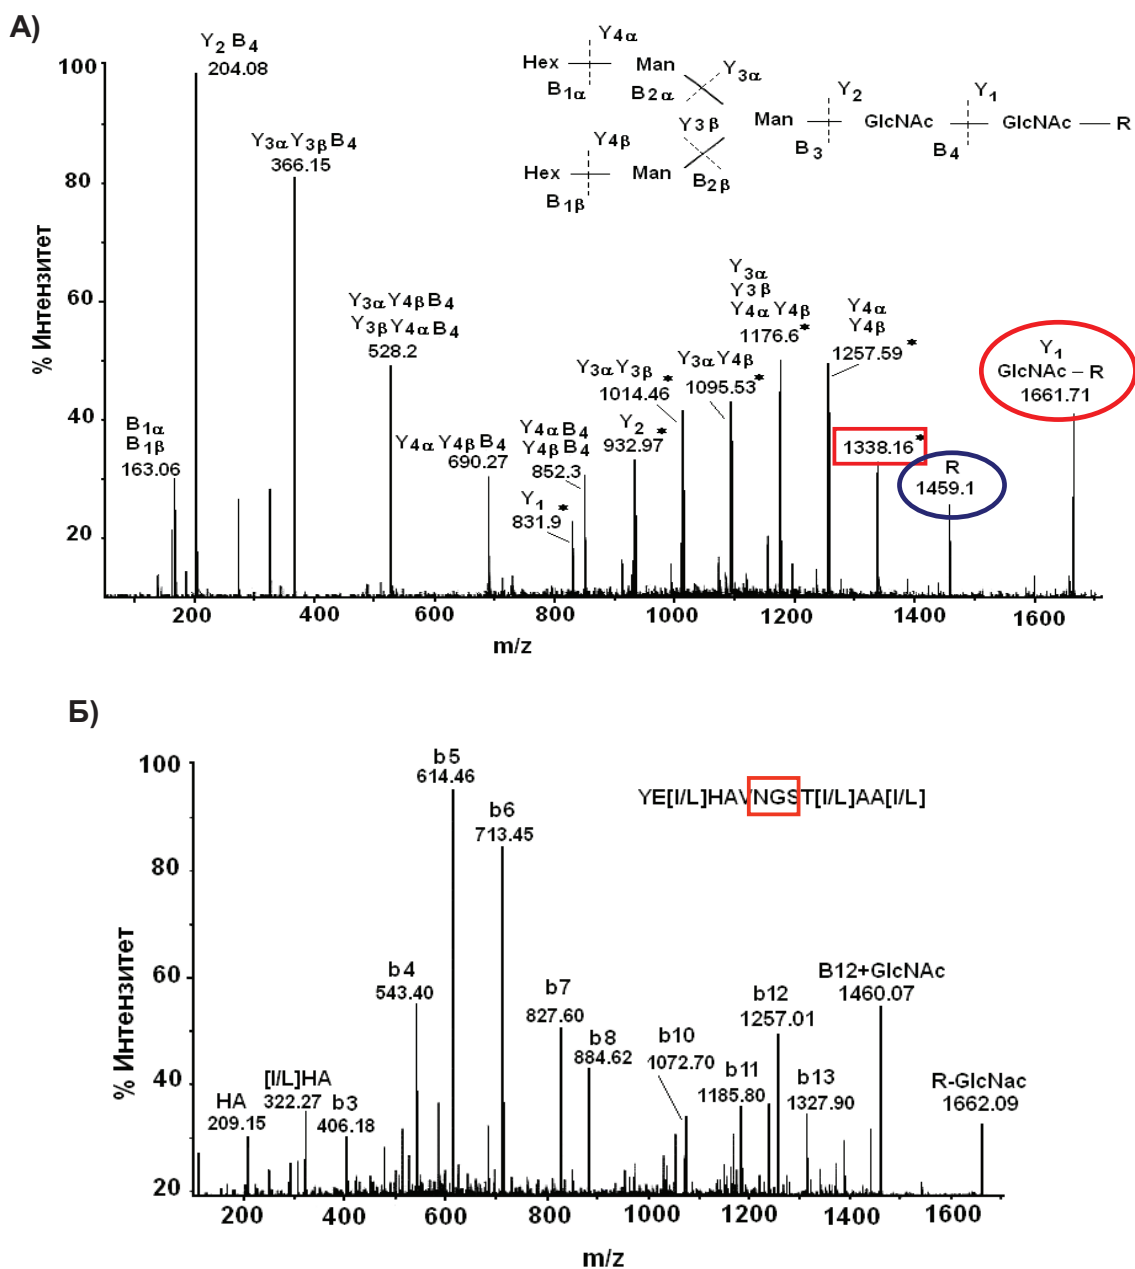 А)
Y2 B4
204.08
Y3α Y3β B4
366.15
Y3α Y4β B4
Y3β Y4α B4
528.2
B1α
B1β
163.06
Y4α Y4β B4
690.27
Y4α B4
Y4β B4
852.3
Y1 *
831.9
Y2 *
932.97
Y3α Y3β *
1014.46
Y3α Y4β *
1095.53
Y3α
Y3β
Y4α Y4β
1176.6 *
Y4α
Y4β
1257.59 *
1338.16 *
R
1459.1
Y1
GlcNAc – R
1661.71
Y4α
Hex Man
B1α B2α Y3α
Y2 Y1
Man GlcNAc GlcNAc R
B3 B4
Y4β Y3β
Hex Man
B1β B2β
% Интензитет
100
80
60
40
20
200 400 600 800 1000 1200 1400 1600
m/z
Б)
YE[I/L]HAVNGST[I/L]AA[I/L]
HA
209.15
[I/L]HA
322.27
b3
406.18
b4
543.40
b5
614.46
b6
713.45
b7
827.60
b8
884.62
b10
1072.70
b11
1185.80
b12
1257.01
b13
1327.90
B12+GlcNAc
1460.07
R-GlcNac
1662.09
% Интензитет
100
80
60
40
20
200 400 600 800 1000 1200 1400 1600
m/z